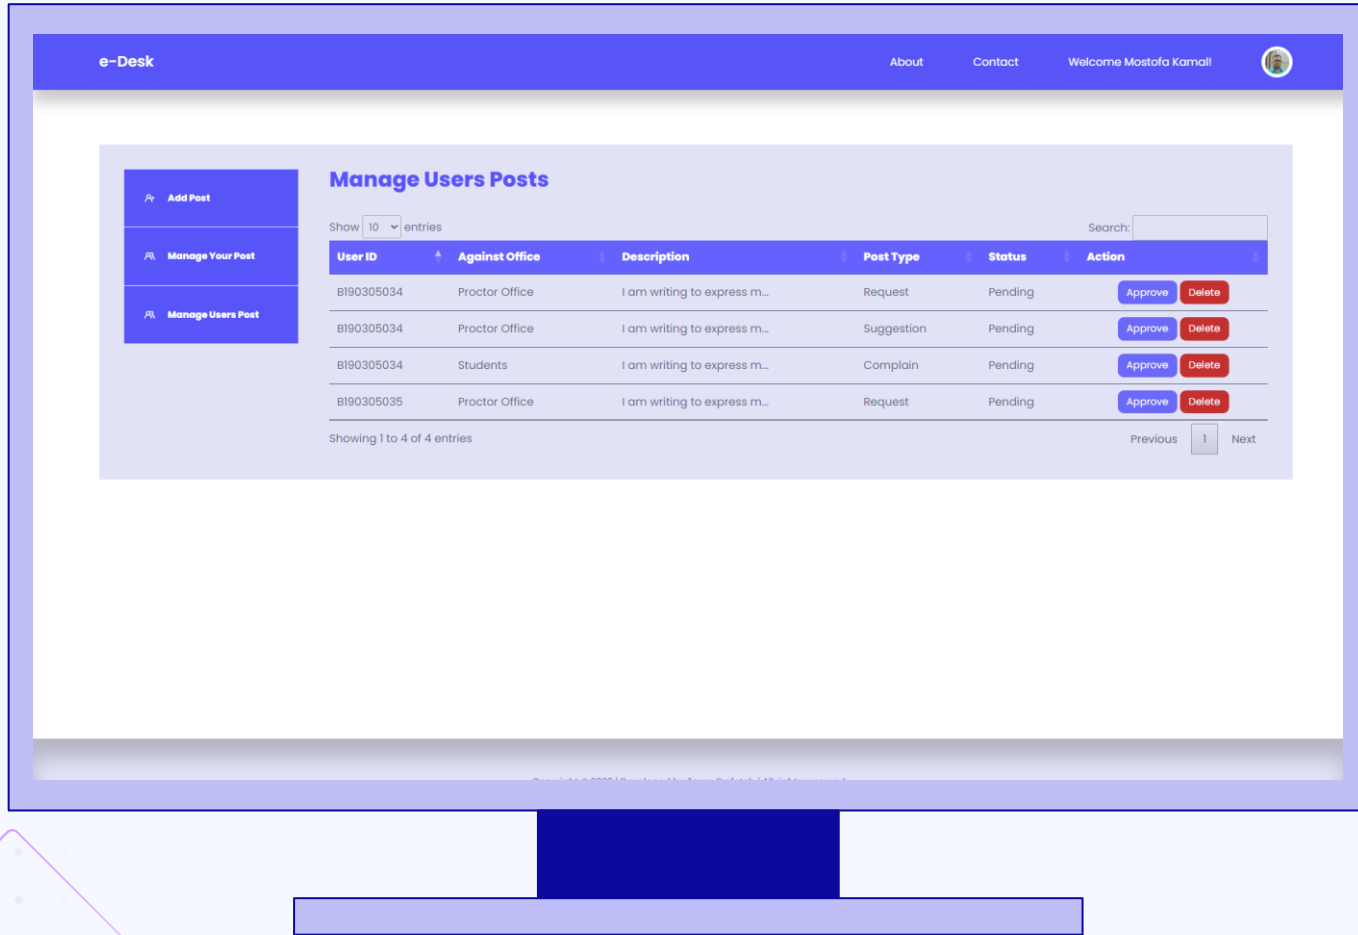 e-Desk About Contact Welcome Mostofa Kamal!
Manage Users Posts
Add Post
Manage Your Post
Manage Users Post
Show 10 entries Search:
User ID Against Office Description Post Type Status Action
B190305034 Proctor Office I am writing to express m... Request Pending Approve Delete
B190305034 Proctor Office I am writing to express m... Suggestion Pending Approve Delete
B190305034 Students I am writing to express m... Complain Pending Approve Delete
B190305035 Proctor Office I am writing to express m... Request Pending Approve Delete
Showing 1 to 4 of 4 entries Previous 1 Next